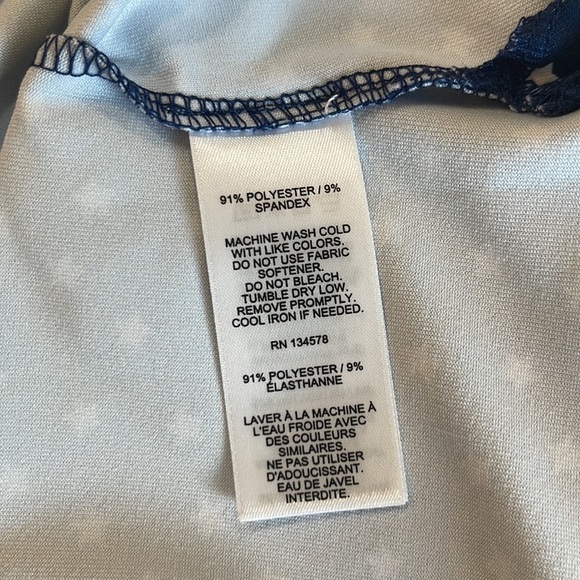 91% POLYESTER / 9%
SPANDEX
MACHINE WASH COLD
WITH LIKE COLORS.
DO NOT USE FABRIC
SOFTENER.
DO NOT BLEACH.
TUMBLE DRY LOW.
REMOVE PROMPTLY.
COOL IRON IF NEEDED.
RN 134578
91% POLYESTER / 9%
ÉLASTHANNE
LAVER À LA MACHINE À
L'EAU FROIDE AVEC
DES COULEURS
SIMILAIRES.
NE PAS UTILISER
D'ADOUCISSANT.
EAU DE JAVEL
INTERDITE.